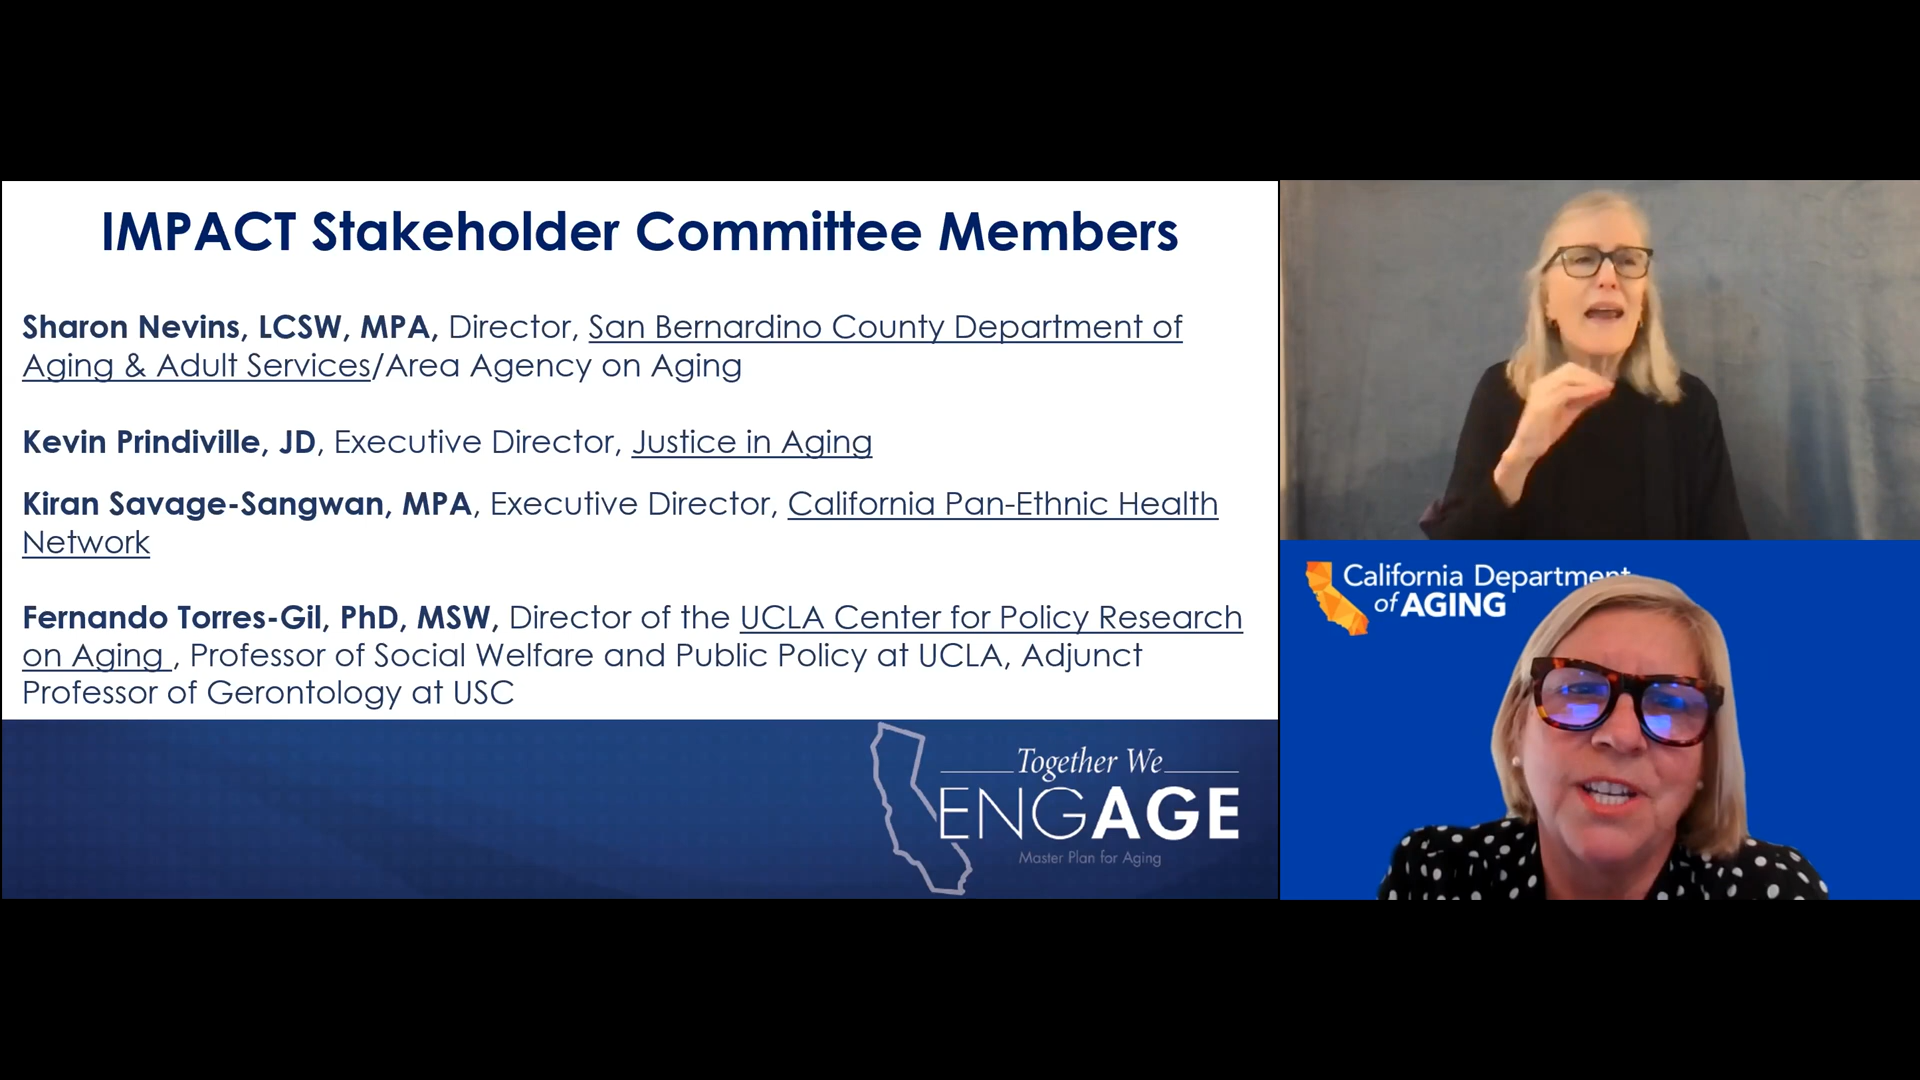 IMPACT Stakeholder Committee Members
Sharon Nevins, LCSW, MPA, Director, San Bernardino County Department of
Aging & Adult Services/Area Agency on Aging
Kevin Prindiville, JD, Executive Director, Justice in Aging
Kiran Savage-Sangwan, MPA, Executive Director, California Pan-Ethnic Health
Network
Fernando Torres-Gil, PhD, MSW, Director of the UCLA Center for Policy Research
on Aging , Professor of Social Welfare and Public Policy at UCLA, Adjunct
Professor of Gerontology at USC
Together We
ENGAGE
Master Plan for Aging
California Department
of AGING